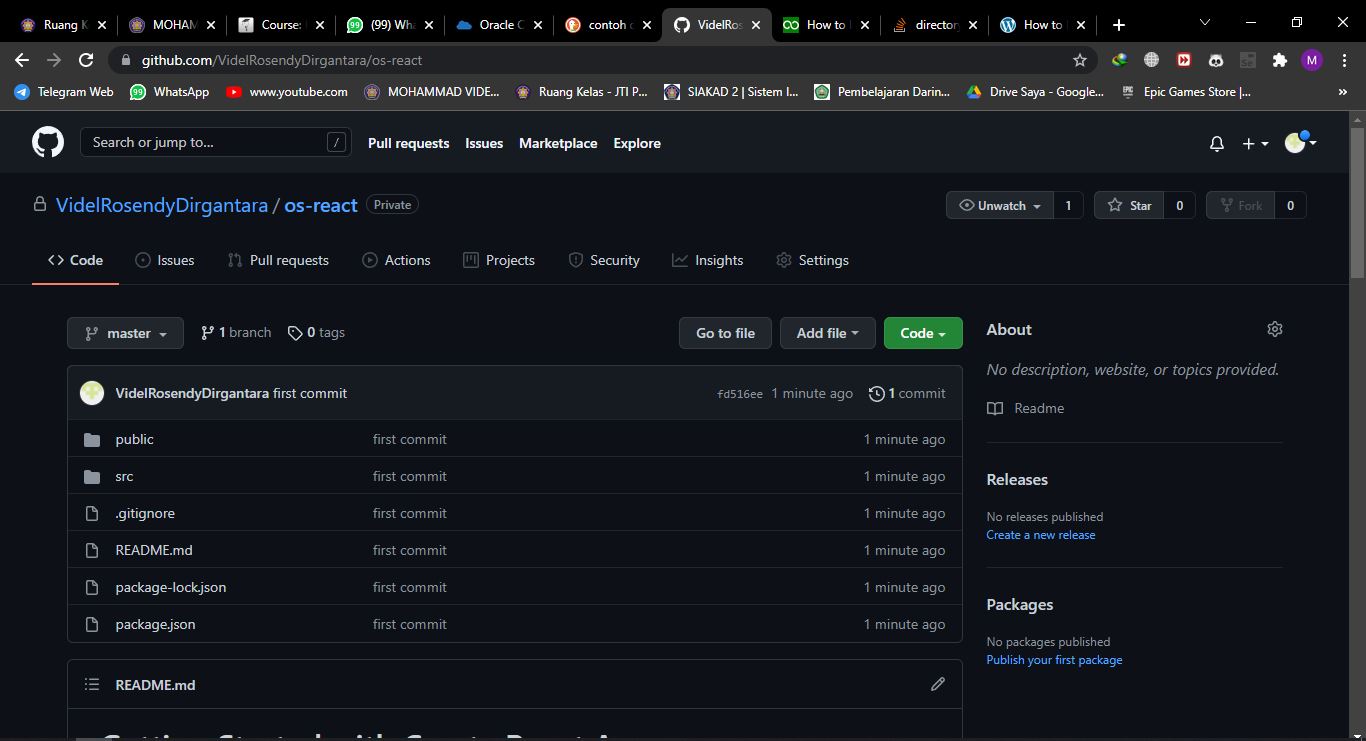 Ruang K MOHAM Course: (99) Wha Oracle C contoh VidelRos How to directory How to
github.com/VidelRosendyDirgantara/os-react
M
Telegram Web WhatsApp www.youtube.com MOHAMMAD VIDE... Ruang Kelas - JTI P... SIAKAD 2 | Sistem I... Pembelajaran Darin... Drive Saya - Google... Epic Games Store |... »
Search or jump to... / Pull requests Issues Marketplace Explore
VidelRosendyDirgantara / os-react Private Unwatch 1 Star 0 Fork 0
Code Issues Pull requests Actions Projects Security Insights Settings
master 1 branch 0 tags Go to file Add file Code
About
No description, website, or topics provided.
Readme
VidelRosendyDirgantara first commit fd516ee 1 minute ago 1 commit
public first commit 1 minute ago
src first commit 1 minute ago
.gitignore first commit 1 minute ago
README.md first commit 1 minute ago
package-lock.json first commit 1 minute ago
package.json first commit 1 minute ago
Releases
No releases published
Create a new release
Packages
No packages published
Publish your first package
README.md